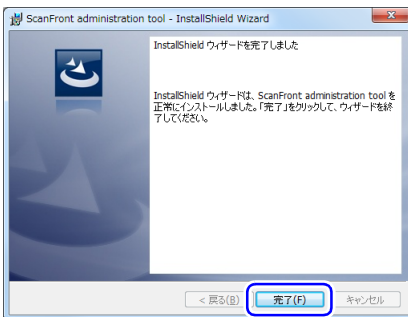 ScanFront administration tool - InstallShield Wizard
InstallShield ウィザードを完了しました
InstallShield ウィザードは、ScanFront administration tool を
正常にインストールしました。「完了」をクリックして、ウィザードを終
了してください。
< 戻る(B)
完了(F)
キャンセル